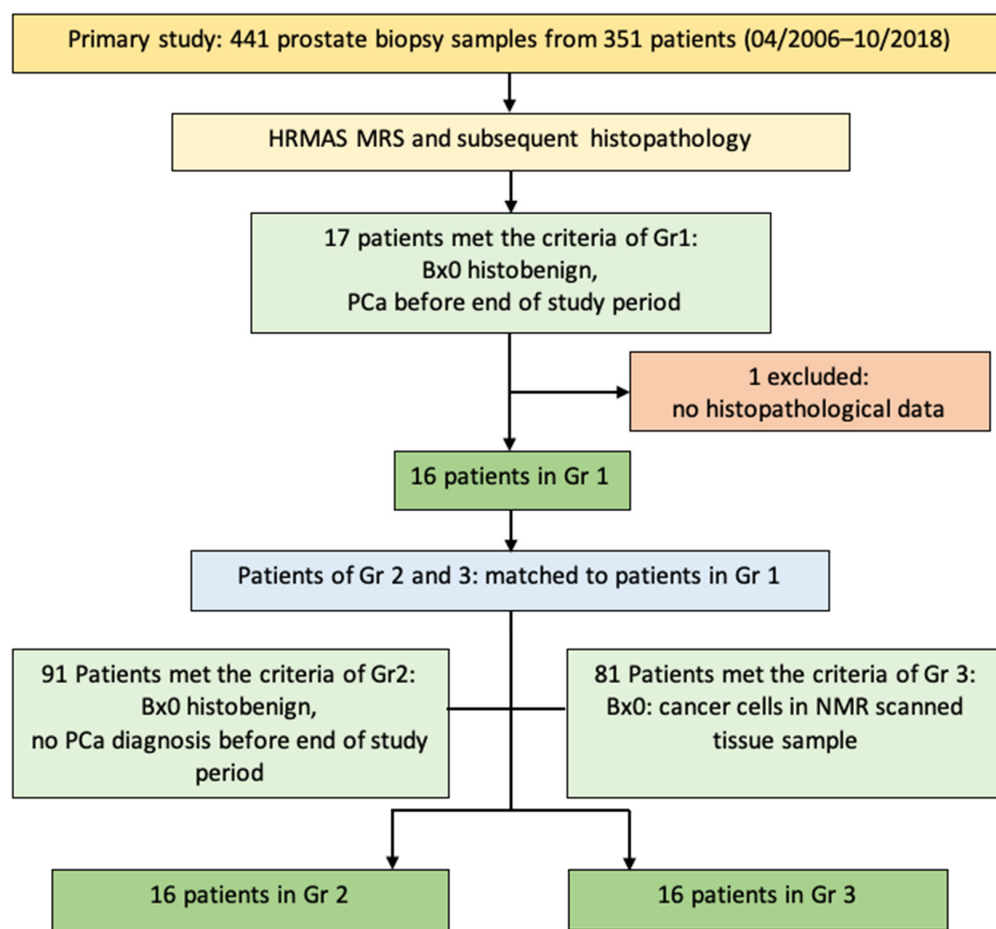 Primary study: 441 prostate biopsy samples from 351 patients (04/2006–10/2018)
HRMAS MRS and subsequent histopathology
17 patients met the criteria of Gr1:
Bx0 histobenign,
PCa before end of study period
1 excluded:
no histopathological data
16 patients in Gr 1
Patients of Gr 2 and 3: matched to patients in Gr 1
91 Patients met the criteria of Gr2:
Bx0 histobenign,
no PCa diagnosis before end of study
period
81 Patients met the criteria of Gr 3:
Bx0: cancer cells in NMR scanned
tissue sample
16 patients in Gr 2
16 patients in Gr 3